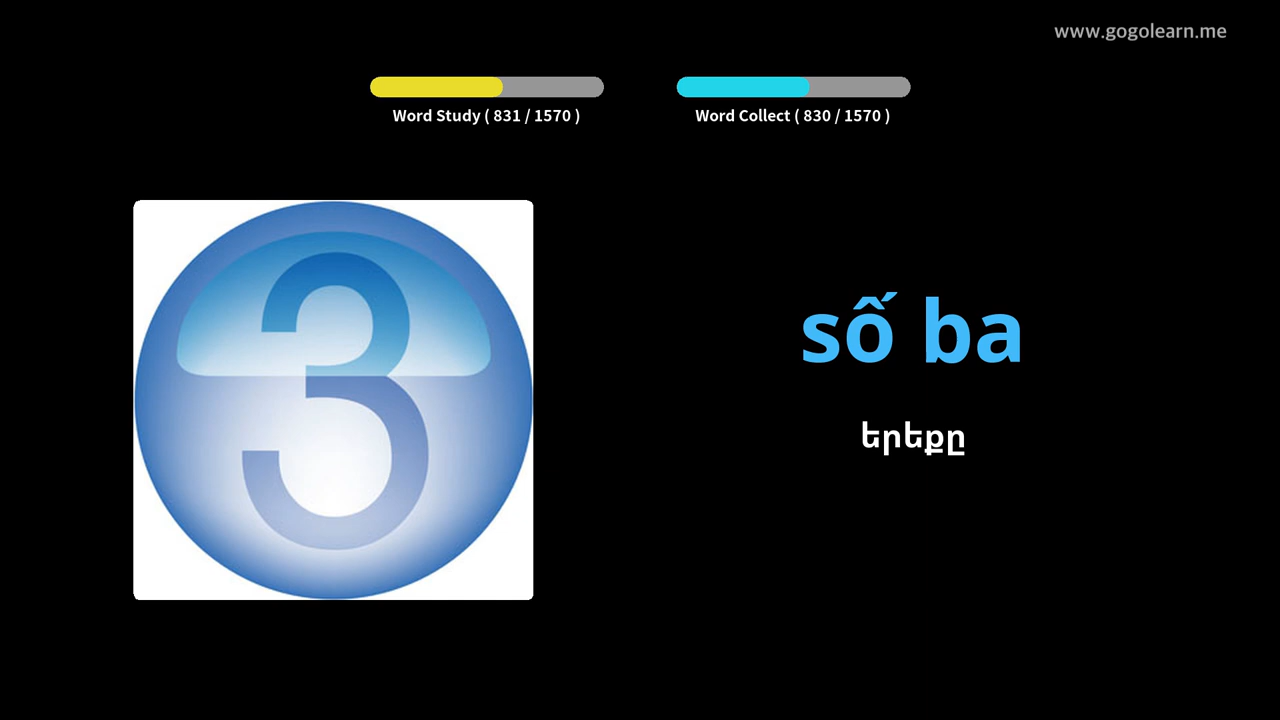 www.gogolearn.me
Word Study ( 831 / 1570 )
Word Collect ( 830 / 1570 )
3
số ba
երեքը